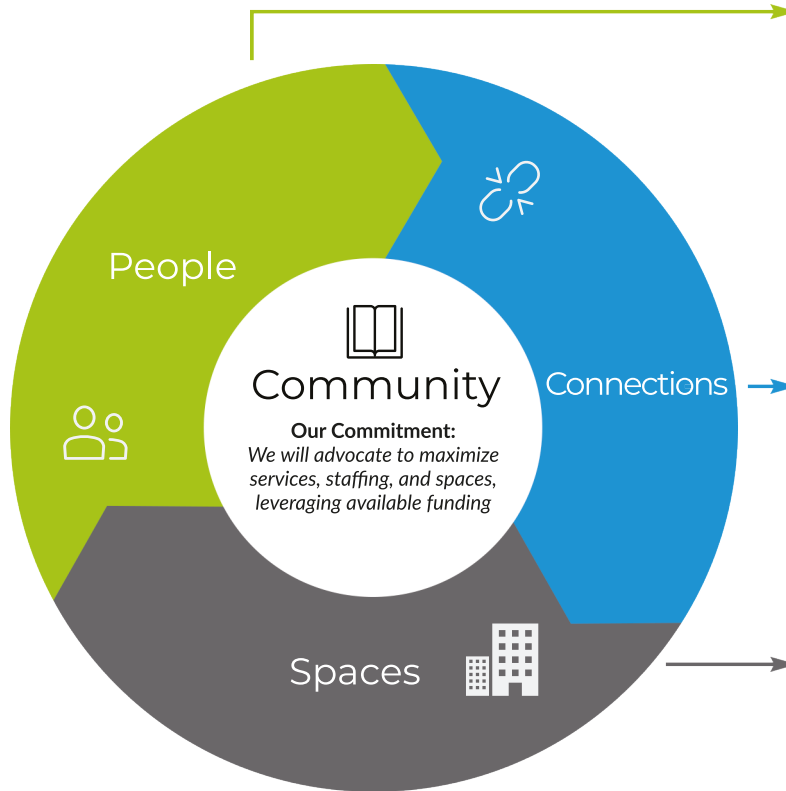 People
Community
Our Commitment:
We will advocate to maximize
services, staffing, and spaces,
leveraging available funding
Connections
Spaces